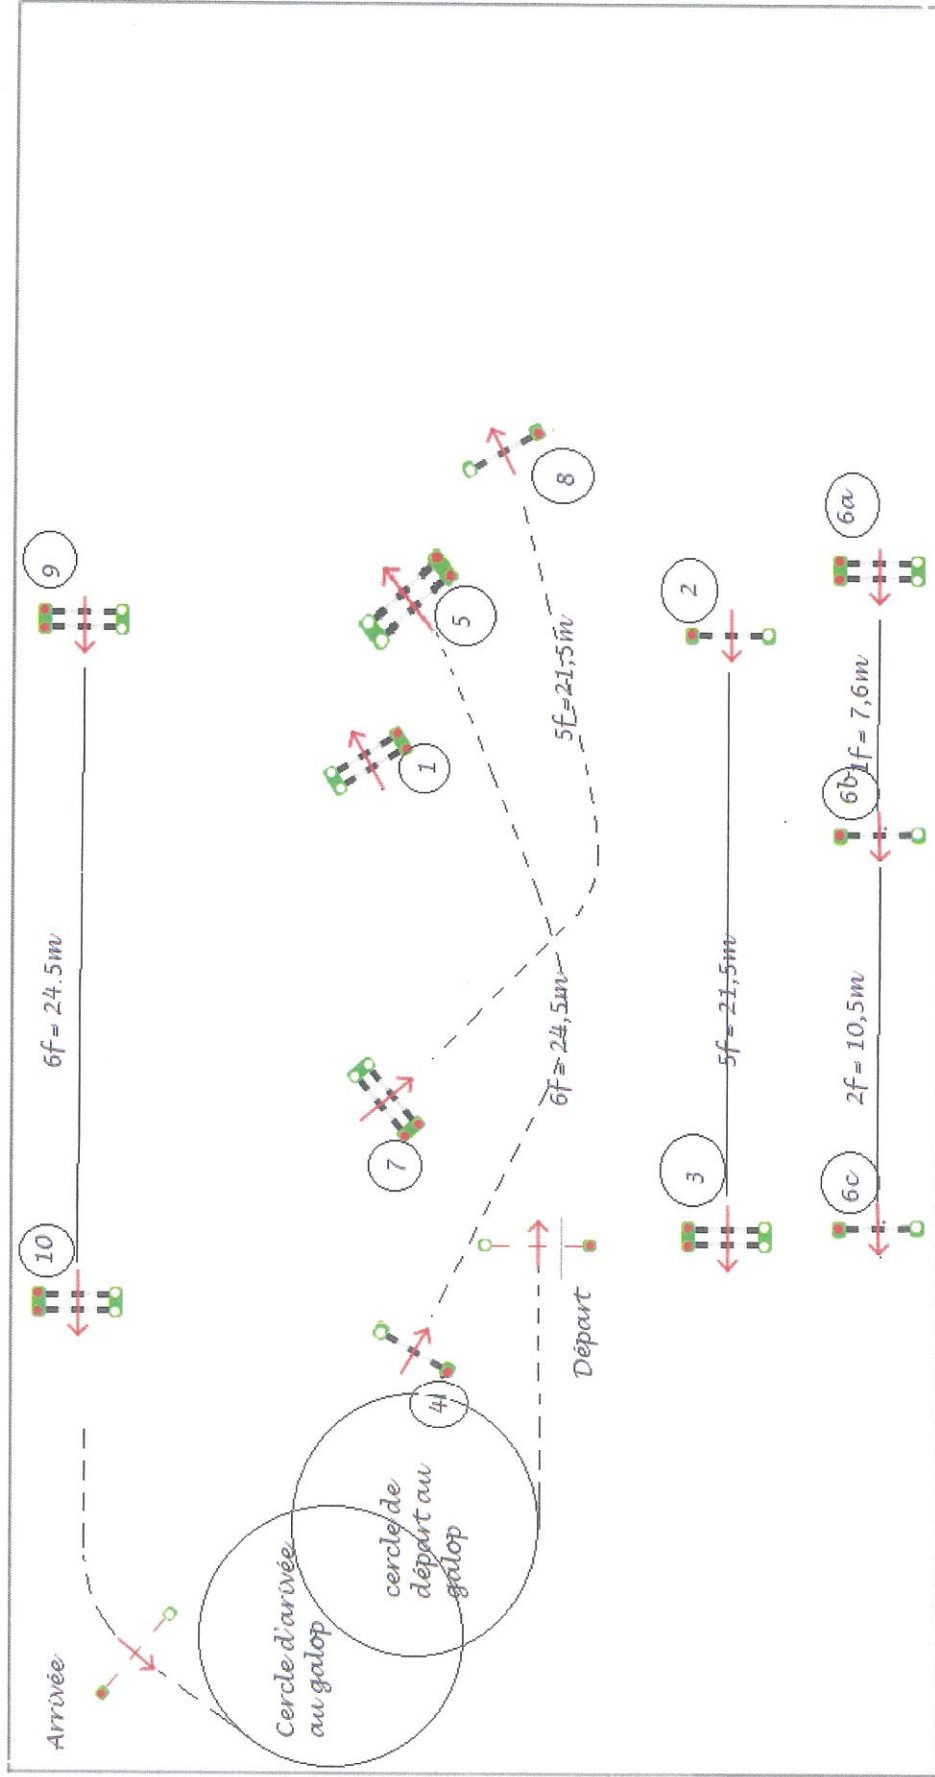 Arrivée
Cercle d'arivée
au galop
cercle de
départ au
galop
Départ
10
6f = 24.5m
9
4
7
6f = 24,5m
1
5
5f = 21,5m
8
3
5f = 21,5m
2
6c
2f = 10,5m
6b
1f = 7,6m
6a